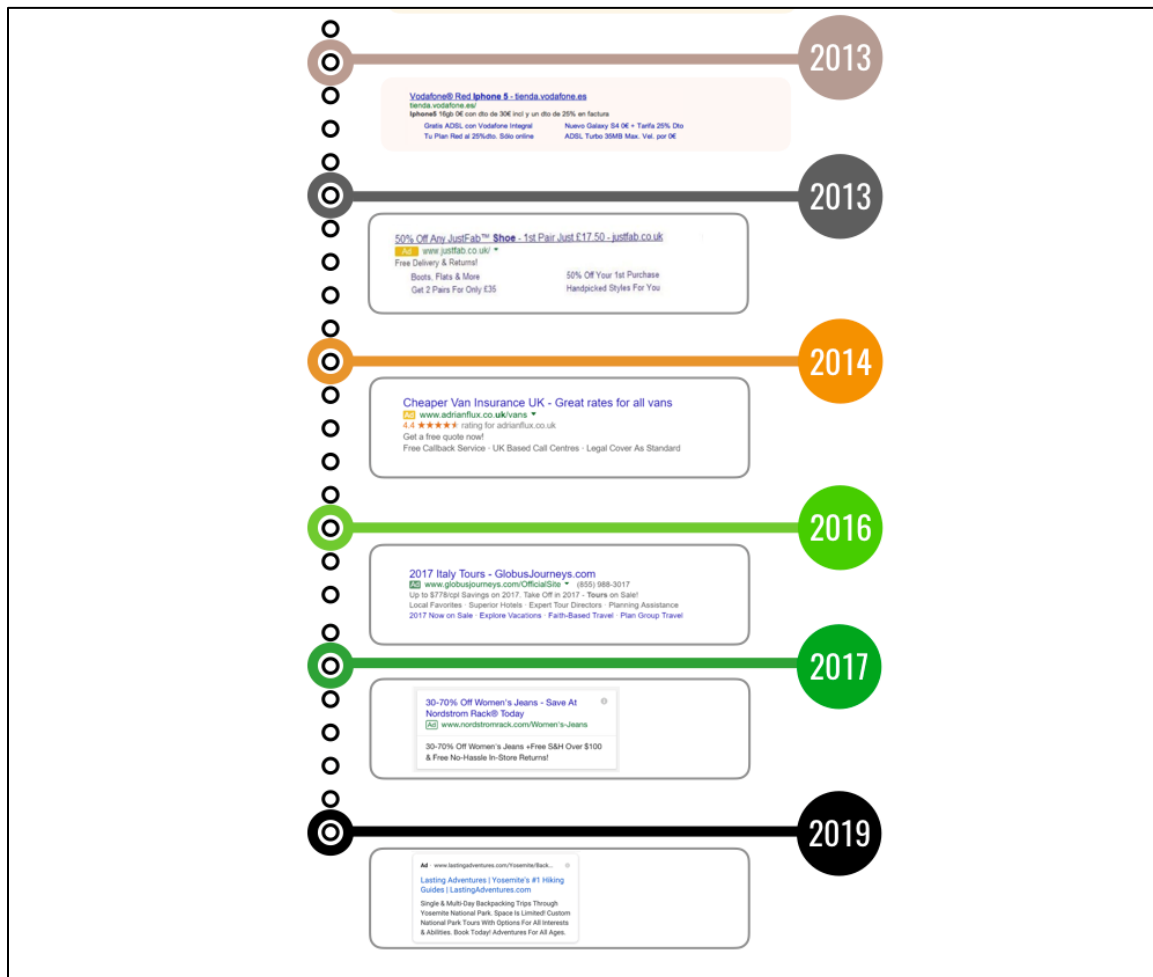 2013
Vodafone® Red Iphone 5 - tienda.vodafone.es
tienda.vodafone.es/
Iphone5 16gb 0€ con dto de 30€ incl y un dto de 25% en factura
Gratis ADSL con Vodafone Integral Nuevo Galaxy S4 0€ + Tarifa 25% Dto
Tu Plan Red al 25%dto. Sólo online ADSL Turbo 35MB Max. Vel. por 0€
2013
50% Off Any JustFab™ Shoe - 1st Pair Just £17.50 - justfab.co.uk
Ad www.justfab.co.uk/
Free Delivery & Returns!
Boots, Flats & More 50% Off Your 1st Purchase
Get 2 Pairs For Only £35 Handpicked Styles For You
2014
Cheaper Van Insurance UK - Great rates for all vans
Ad www.adrianflux.co.uk/vans
4.4 ★★★★★ rating for adrianflux.co.uk
Get a free quote now!
Free Callback Service · UK Based Call Centres · Legal Cover As Standard
2016
2017 Italy Tours - GlobusJourneys.com
Ad www.globusjourneys.com/OfficialSite (855) 988-3017
Up to $778/cpl Savings on 2017. Take Off in 2017 - Tours on Sale!
Local Favorites · Superior Hotels · Expert Tour Directors · Planning Assistance
2017 Now on Sale · Explore Vacations · Faith-Based Travel · Plan Group Travel
2017
30-70% Off Women's Jeans - Save At
Nordstrom Rack® Today
Ad www.nordstromrack.com/Women's-Jeans
30-70% Off Women's Jeans +Free S&H Over $100
& Free No-Hassle In-Store Returns!
2019
Ad · www.lastingadventures.com/Yosemite/Back...
Lasting Adventures | Yosemite's #1 Hiking
Guides | LastingAdventures.com
Single & Multi-Day Backpacking Trips Through
Yosemite National Park. Space Is Limited! Custom
National Park Tours With Options For All Interests
& Abilities. Book Today! Adventures For All Ages.